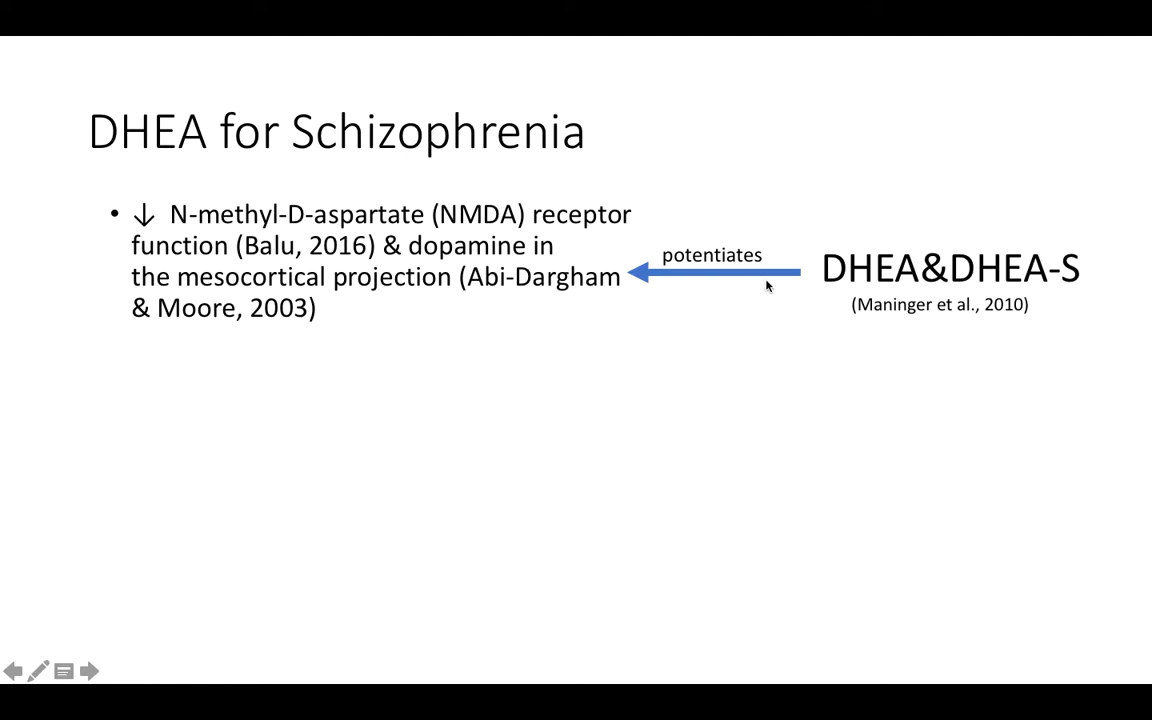 DHEA for Schizophrenia
• ↓ N-methyl-D-aspartate (NMDA) receptor
function (Balu, 2016) & dopamine in
the mesocortical projection (Abi-Dargham
& Moore, 2003)
potentiates
DHEA&DHEA-S
(Maninger et al., 2010)